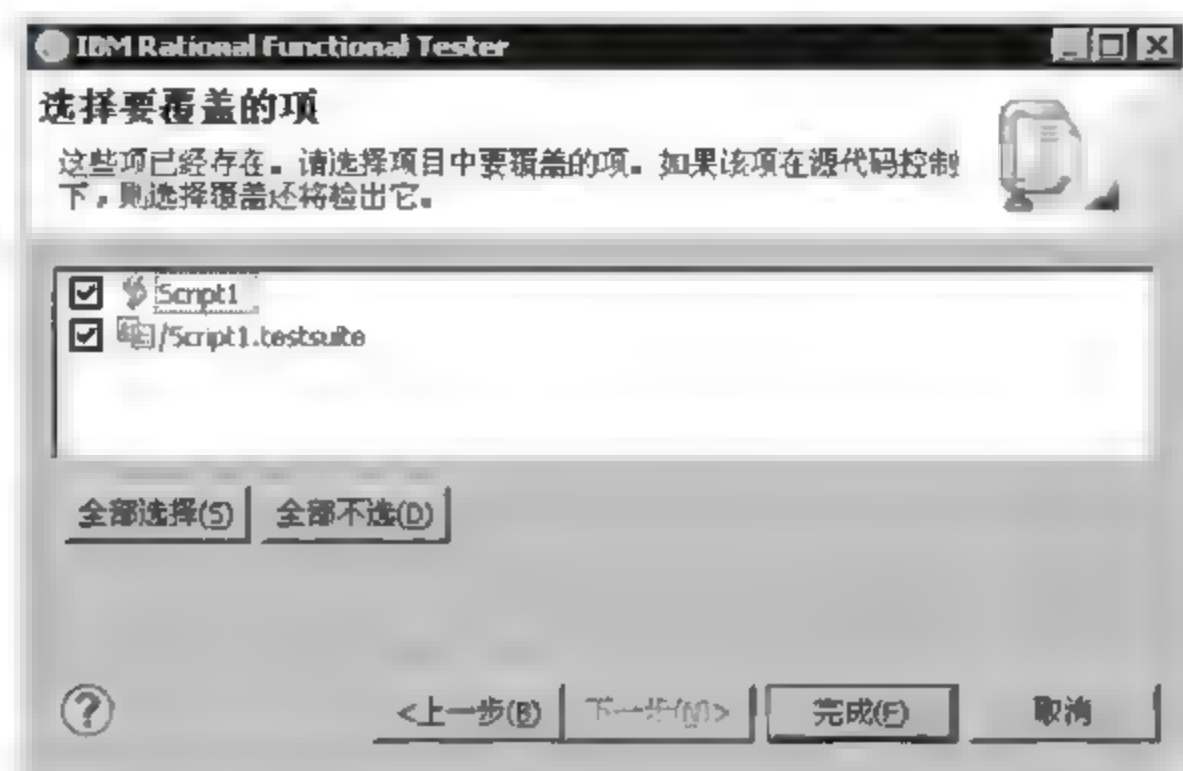 IBM Rational Functional Tester
选择要覆盖的项
这些项已经存在。请选择项目中要覆盖的项。如果该项在源代码控制
下，则选择覆盖还将检出它。
Script1
/Script1.testsuite
全部选择(S) 全部不选(D)
<上一步(B) 下一步(N)> 完成(F) 取消